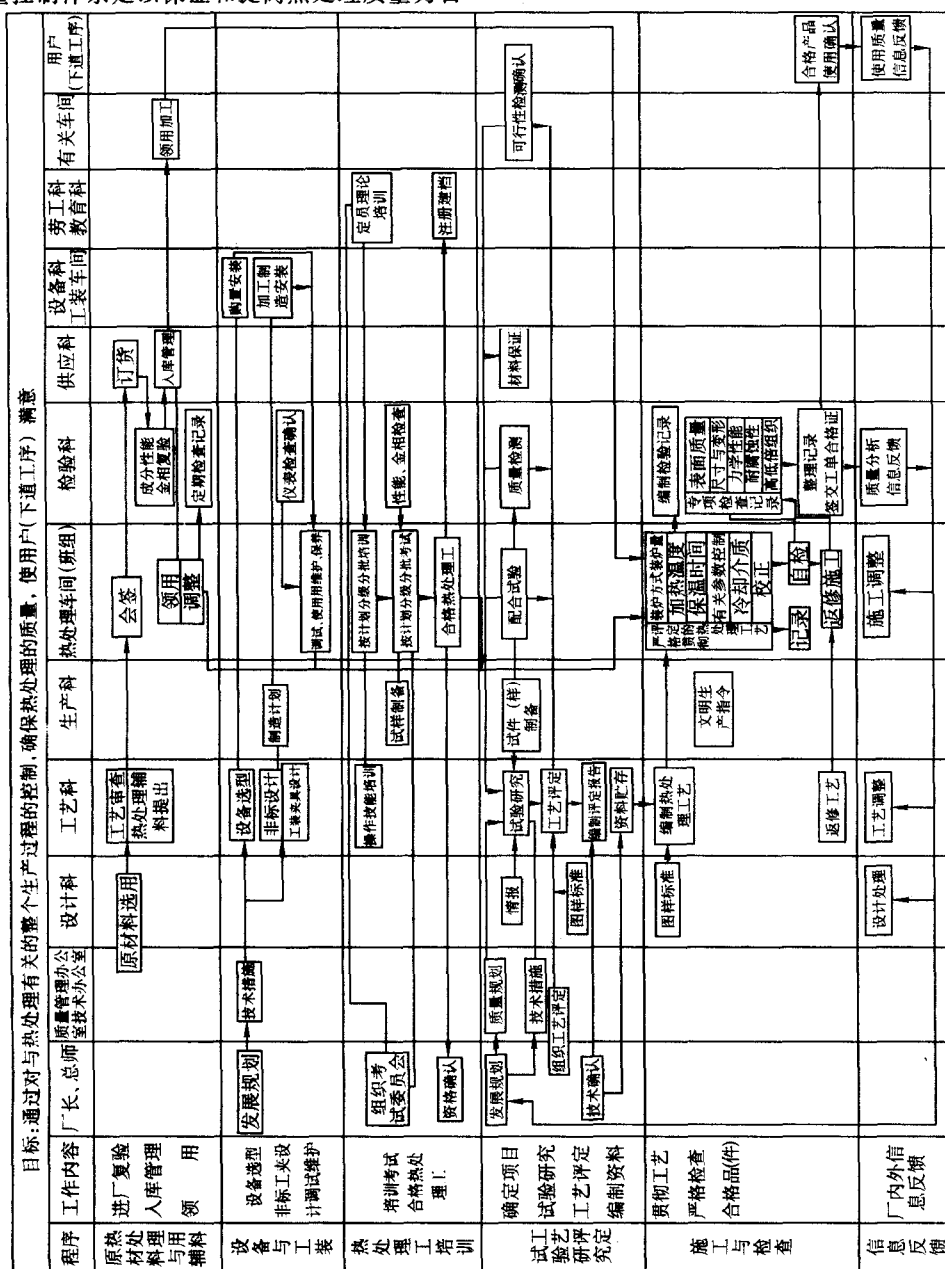 目标:通过对与热处理有关的整个生产过程的控制,确保热处理的质量,使用户(下道工序)满意
程序
工作内容
厂长、总师
质量管理办公
室技术办公室
设计科
工艺科
生产科
热处理车间(班组)
检验科
供应科
设备科
工装车间
劳工科
教育科
有关车间
用户
(下道工序)
原热
材处
料理
与用
辅料
进厂复验
入库管理
领 用
原材料选用
工艺审查
热处理辅
料提出
会签
领用
调整
成分性能
金相复验
定期检查记录
订货
入库管理
领用加工
设
备
与
工
装
设备选型
非标工夹设
计调试维护
发展规划
技术措施
设备选型
非标设计
工装夹具设计
制造计划
调试、使用维护、保养
仪表检查确认
购置安装
加工制
造安装
热
处
理
工
培
训
培训考试
合格热处
理工
组织考
试委员会
资格确认
操作技能培训
试样制备
按计划分级分批培训
按计划分级分批考试
合格热处理工
性能、金相检查
定员理论
培训
注册建档
试工
验艺
研评
究定
确定项目
试验研究
工艺评定
编制资料
发展规划
技术确认
质量规划
技术措施
组织工艺评定
情报
图样标准
试验研究
工艺评定
编制评定报告
资料贮存
试件(样)
制备
配合试验
质量检测
材料保证
可行性检测确认
施
工
与
检
查
贯彻工艺
严格检查
合格品(件)
图样标准
编制热处
理工艺
返修工艺
文明生
产指令
严格贯彻
评定的热处理工艺
装炉方式装炉量
加热温度
保温时间
有关参数控制
冷却介质
校正
记录
自检
返修施工
编制检验记录
专项检查记录
表面质量
尺寸与变形
力学性能
耐腐蚀性
高低倍组织
整理记录
签交工单合格证
合格产品
使用确认
信
息
反
馈
厂内外信
息反馈
设计处理
工艺调整
施工调整
质量分析
信息反馈
使用质量
信息反馈